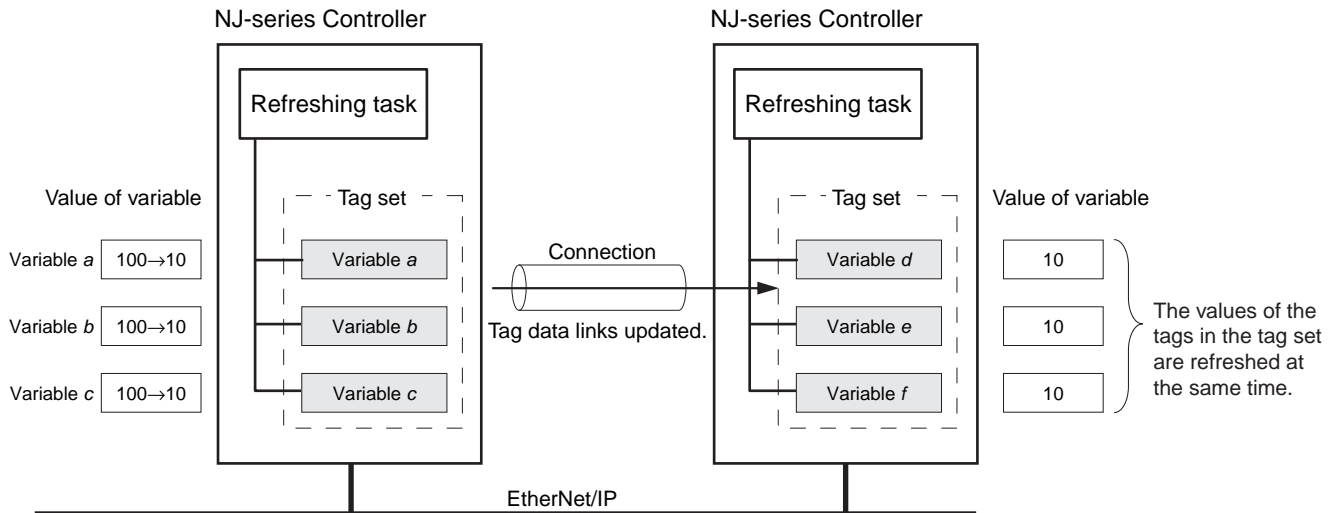 NJ-series Controller
NJ-series Controller
Refreshing task
Refreshing task
Value of variable
Tag set
Tag set
Value of variable
Variable a
100→10
Variable a
Connection
Variable d
10
Variable b
100→10
Variable b
Tag data links updated.
Variable e
10
Variable c
100→10
Variable c
Variable f
10
The values of the
tags in the tag set
are refreshed at
the same time.
EtherNet/IP